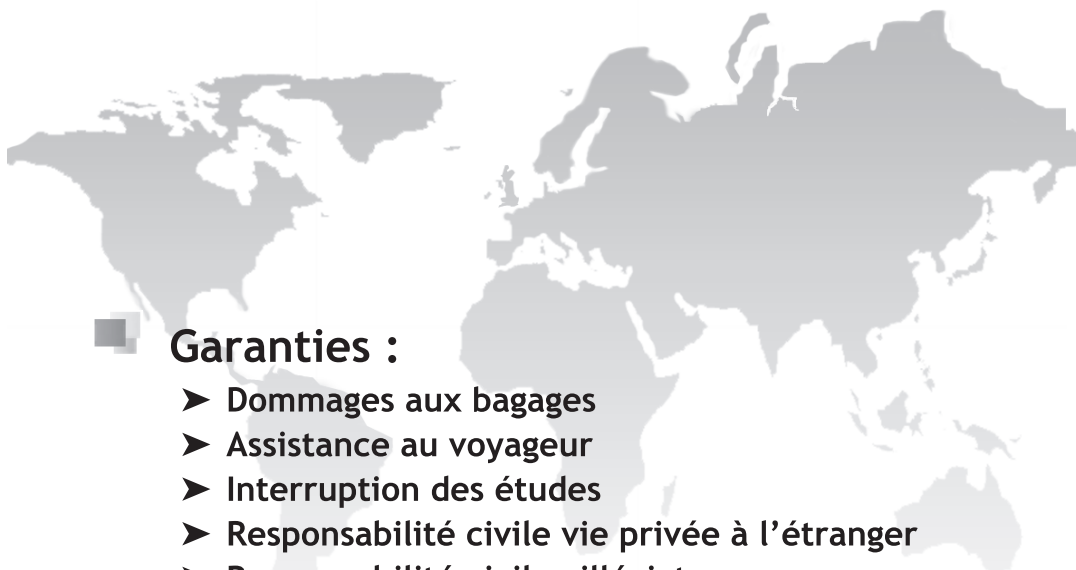 Garanties :
➤ Dommages aux bagages
➤ Assistance au voyageur
➤ Interruption des études
➤ Responsabilité civile vie privée à l’étranger